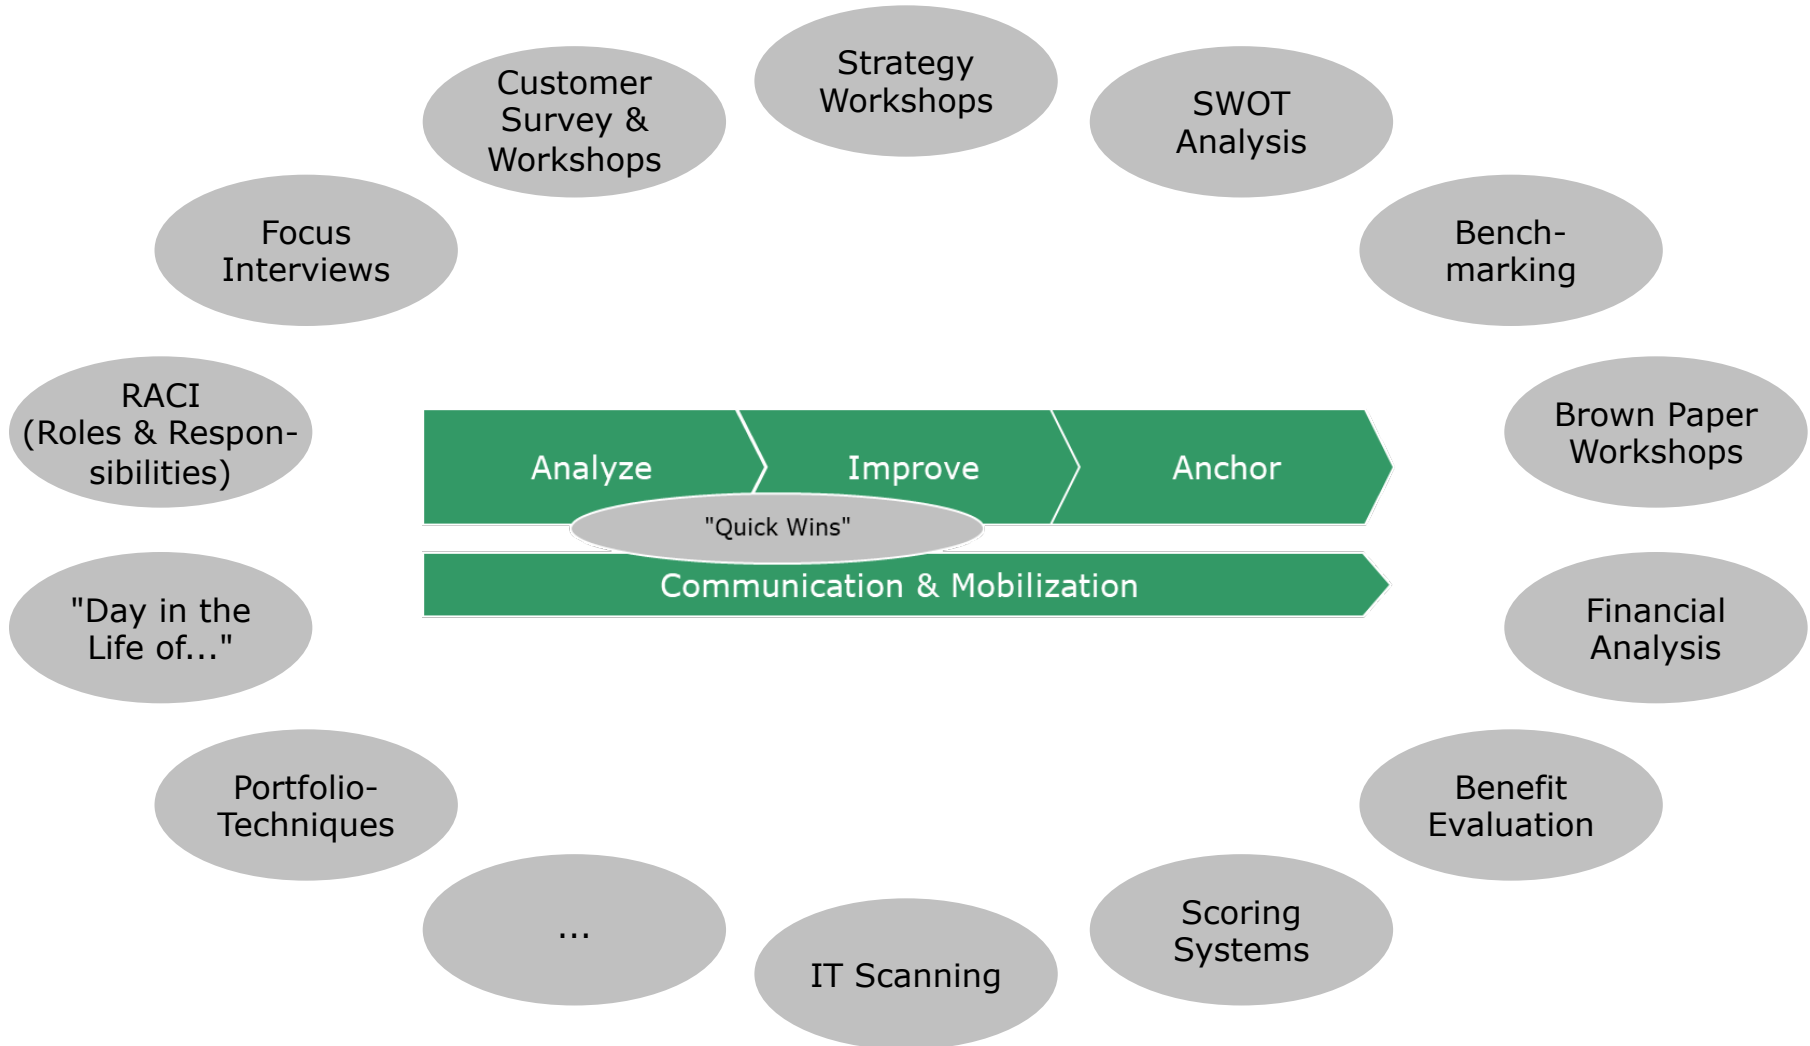 Strategy
Workshops
Customer
Survey &
Workshops
SWOT
Analysis
Focus
Interviews
Bench-
marking
RACI
(Roles & Respon-
sibilities)
Brown Paper
Workshops
Analyze
Improve
Anchor
"Quick Wins"
Communication & Mobilization
"Day in the
Life of..."
Financial
Analysis
Portfolio-
Techniques
Benefit
Evaluation
...
Scoring
Systems
IT Scanning